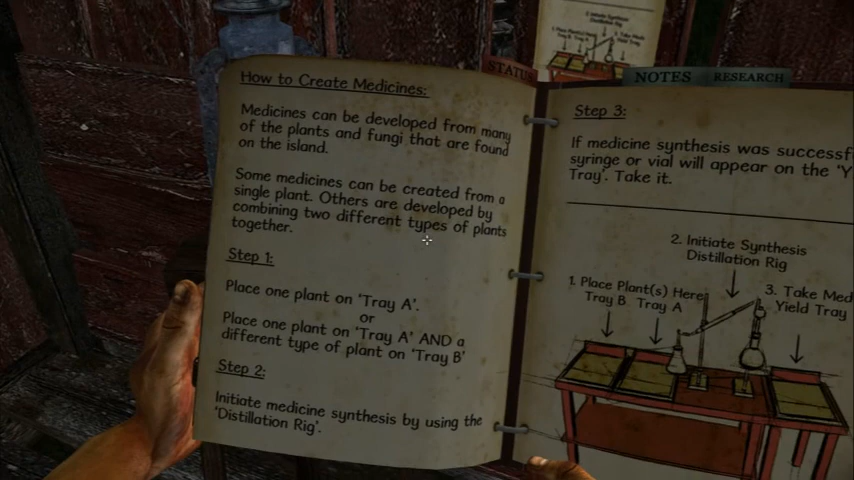 How to Create Medicines:
Medicines can be developed from many
of the plants and fungi that are found
on the island.
Some medicines can be created from a
single plant. Others are developed by
combining two different types of plants
together.
Step 1:
Place one plant on 'Tray A'.
or
Place one plant on 'Tray A' AND a
different type of plant on 'Tray B'
Step 2:
Initiate medicine synthesis by using the
'Distillation Rig'.
STATUS
NOTES
RESEARCH
Step 3:
If medicine synthesis was successf
syringe or vial will appear on the 'Y
Tray'. Take it.
2. Initiate Synthesis
Distillation Rig
1. Place Plant(s) Here
Tray B Tray A
3. Take Med
Yield Tray